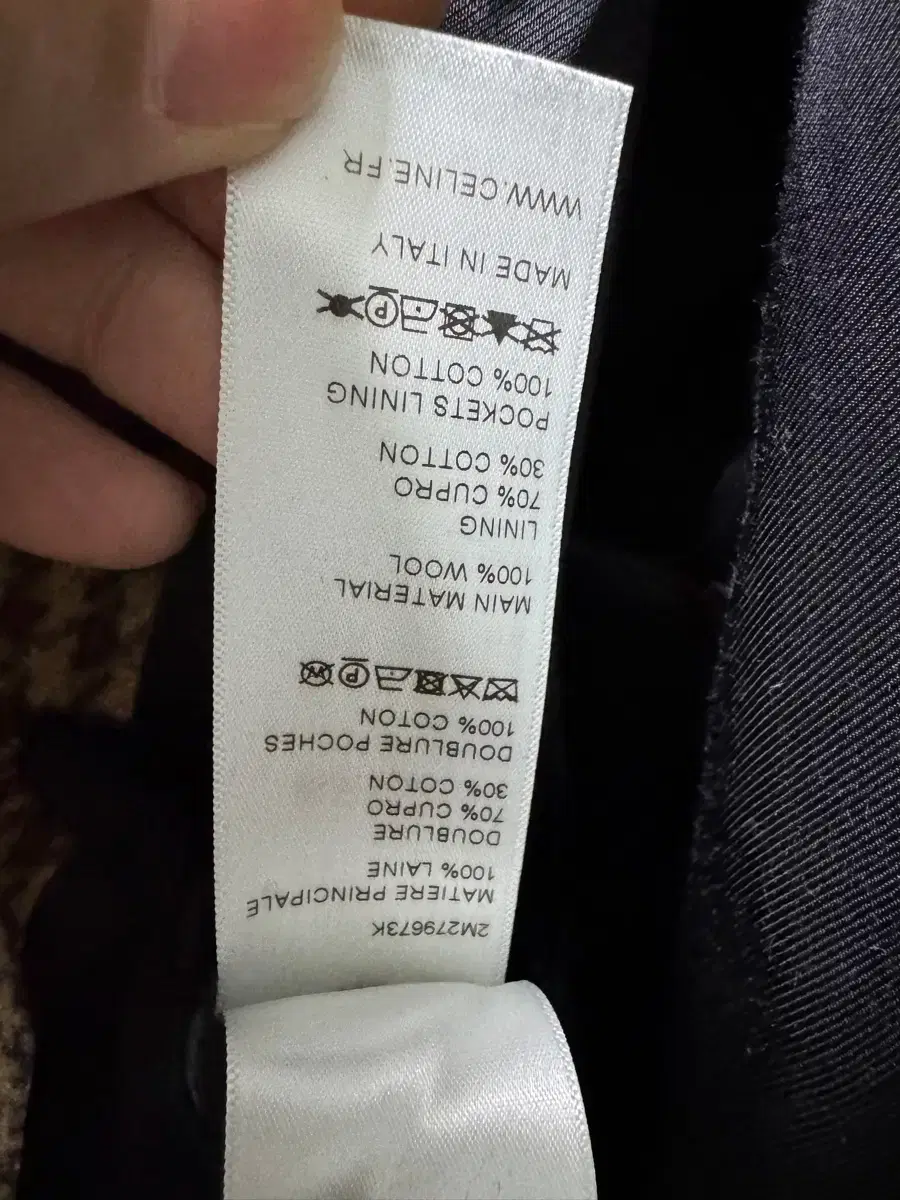 2M279673K
MATIERE PRINCIPALE
100% LAINE
DOUBLURE
70% CUPRO
30% COTON
DOUBLURE POCHES
100% COTON
MAIN MATERIAL
100% WOOL
LINING
70% CUPRO
30% COTTON
POCKETS LINING
100% COTTON
MADE IN ITALY
WWW.CELINE.FR